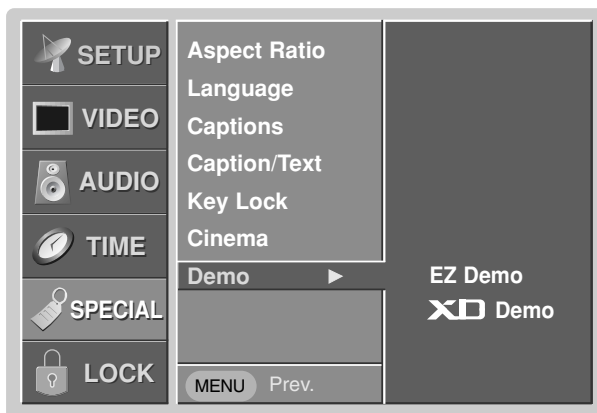 SETUP
VIDEO
AUDIO
TIME
SPECIAL
LOCK
Aspect Ratio
Language
Captions
Caption/Text
Key Lock
Cinema
Demo ►
MENU Prev.
EZ Demo
XD Demo